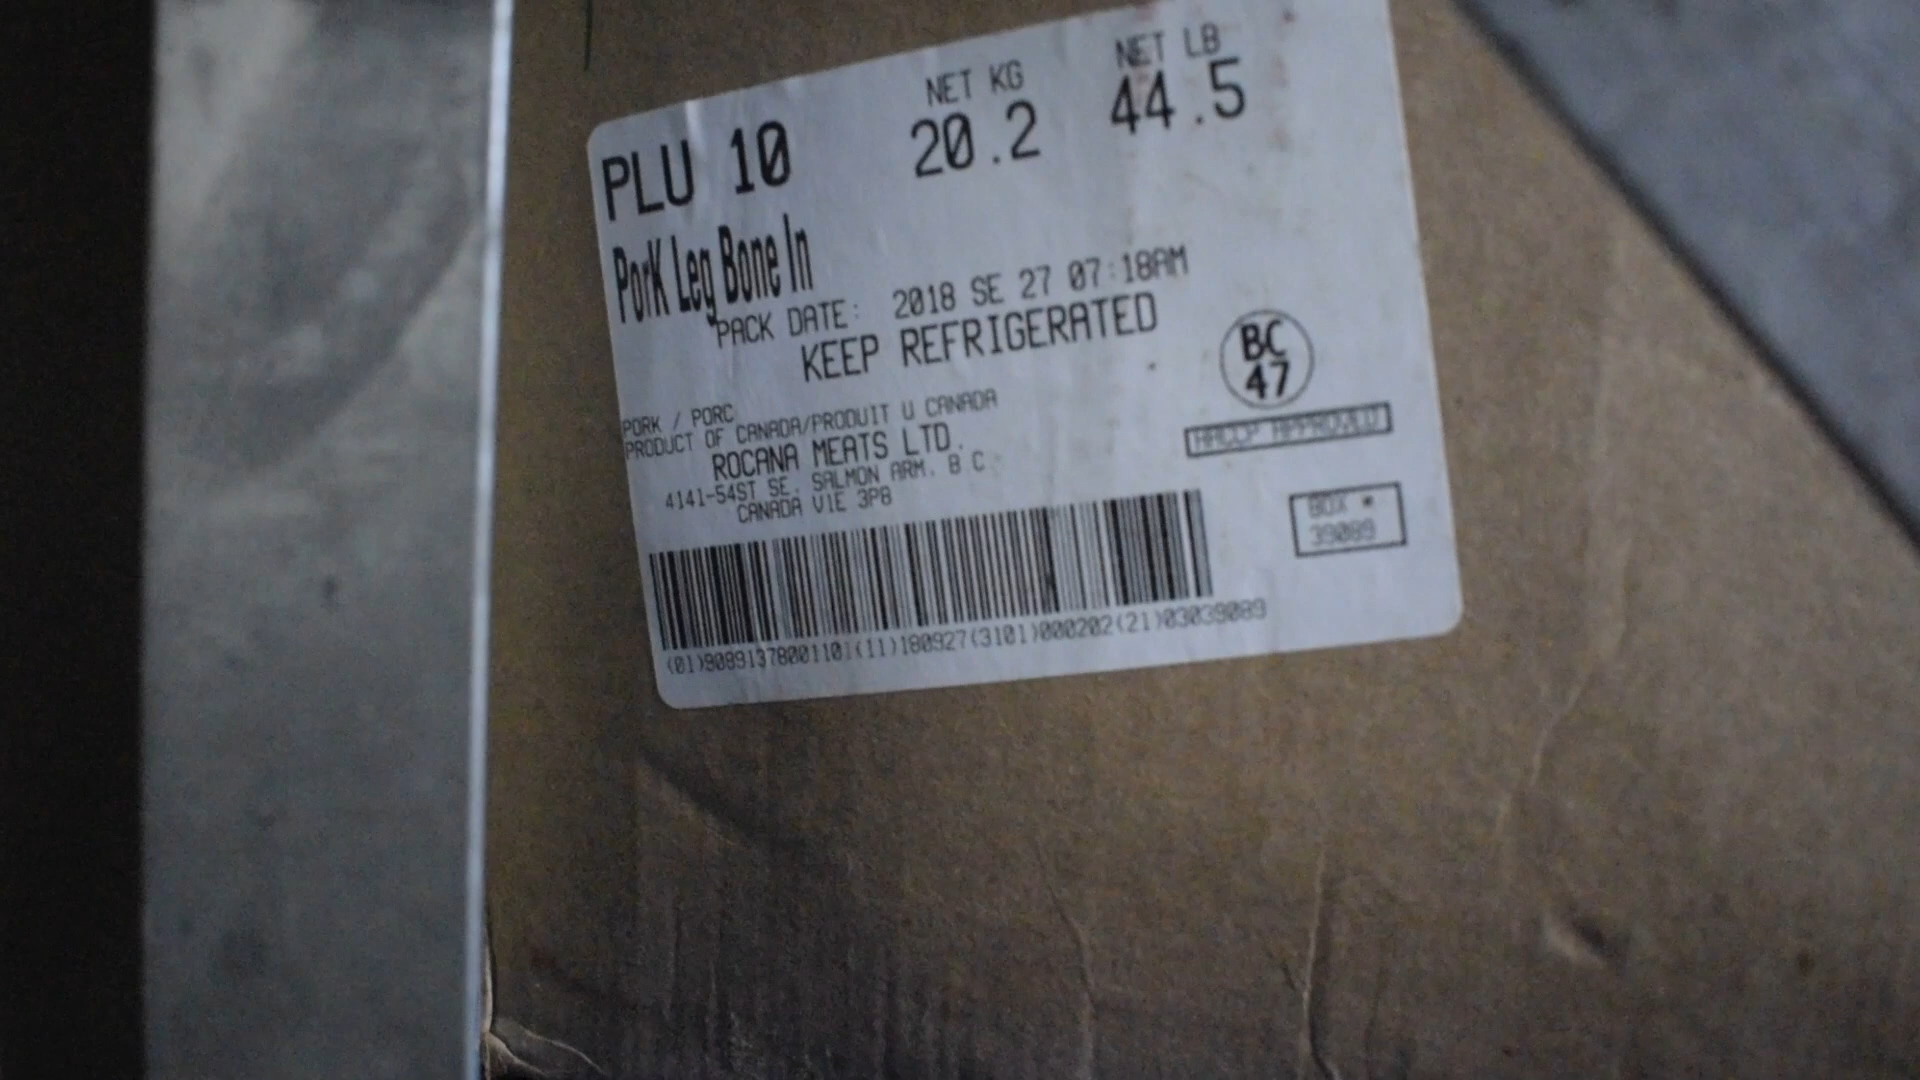 NET KG NET LB
PLU 10 20.2 44.5
PorK Leg Bone In
PACK DATE: 2018 SE 27 07:18AM
KEEP REFRIGERATED
BC
47
HACCP APPROVED
PORK / PORC
PRODUCT OF CANADA/PRODUIT U CANADA
ROCANA MEATS LTD.
4141-54ST SE. SALMON ARM. B C
CANADA V1E 3P8
BOX #
39089
(01)90891378001101(11)180927(3101)000202(21)03039089